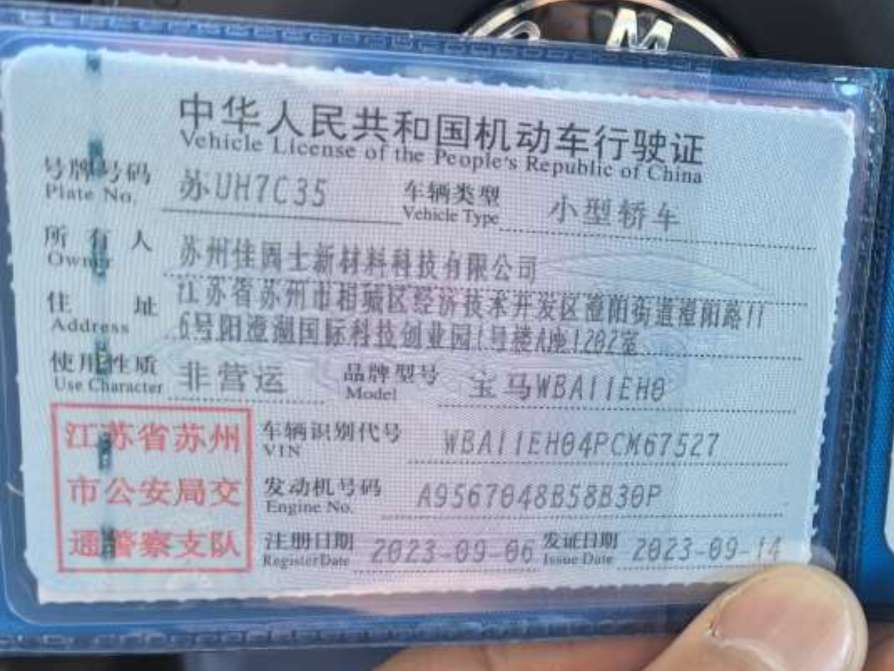 M
中华人民共和国机动车行驶证
Vehicle License of the People's Republic of China
号牌号码 苏UH7C35 车辆类型 小型轿车
Plate No. Vehicle Type
所有人 苏州佳固士新材料科技有限公司
Owner
住址 江苏省苏州市相城区经济技术开发区澄阳街道澄阳路11
Address 6号阳澄湖国际科技创业园1号楼A座1202室
使用性质 非营运 品牌型号 宝马WBA11EH0
Use Character Model
江苏省苏州 车辆识别代号 WBA11EH04PCM67527
VIN
市公安局交 发动机号码 A9567048B58B30P
Engine No.
通警察支队 注册日期 2023-09-06 发证日期 2023-09-14
Register Date Issue Date